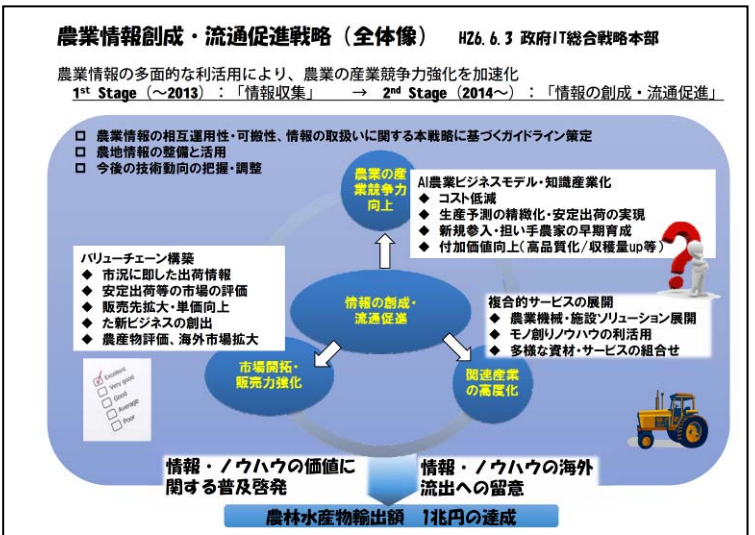 農業情報創成・流通促進戦略（全体像） H26.6.3 政府IT総合戦略本部
農業情報の多面的な利活用により、農業の産業競争力強化を加速化
1st Stage（～2013）：「情報収集」 → 2nd Stage（2014～）：「情報の創成・流通促進」
□ 農業情報の相互運用性・可搬性、情報の取扱いに関する本戦略に基づくガイドライン策定
□ 農地情報の整備と活用
□ 今後の技術動向の把握・調整
農業の産
業競争力
向上
AI農業ビジネスモデル・知識産業化
◆ コスト低減
◆ 生産予測の精緻化・安定出荷の実現
◆ 新規参入・担い手農家の早期育成
◆ 付加価値向上（高品質化/収穫量up等）
バリューチェーン構築
◆ 市況に即した出荷情報
◆ 安定出荷等の市場の評価
◆ 販売先拡大・単価向上
◆ た新ビジネスの創出
◆ 農産物評価、海外市場拡大
情報の創成・
流通促進
複合的サービスの展開
◆ 農業機械・施設ソリューション展開
◆ モノ創りノウハウの利活用
◆ 多様な資材・サービスの組合せ
市場開拓・
販売力強化
関連産業
の高度化
Excellent
Very good
Good
Average
Poor
情報・ノウハウの価値に
関する普及啓発
情報・ノウハウの海外
流出への留意
農林水産物輸出額 1兆円の達成